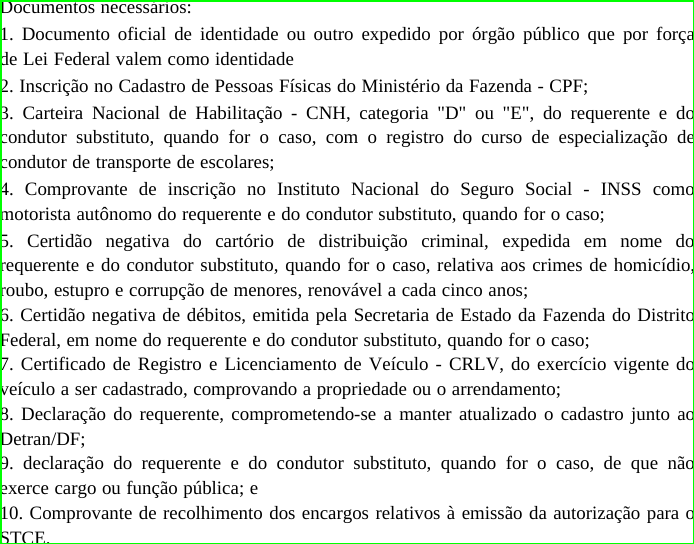 Documentos necessários:
1. Documento oficial de identidade ou outro expedido por órgão público que por força
de Lei Federal valem como identidade
2. Inscrição no Cadastro de Pessoas Físicas do Ministério da Fazenda - CPF;
3. Carteira Nacional de Habilitação - CNH, categoria "D" ou "E", do requerente e do
condutor substituto, quando for o caso, com o registro do curso de especialização de
condutor de transporte de escolares;
4. Comprovante de inscrição no Instituto Nacional do Seguro Social - INSS como
motorista autônomo do requerente e do condutor substituto, quando for o caso;
5. Certidão negativa do cartório de distribuição criminal, expedida em nome do
requerente e do condutor substituto, quando for o caso, relativa aos crimes de homicídio,
roubo, estupro e corrupção de menores, renovável a cada cinco anos;
6. Certidão negativa de débitos, emitida pela Secretaria de Estado da Fazenda do Distrito
Federal, em nome do requerente e do condutor substituto, quando for o caso;
7. Certificado de Registro e Licenciamento de Veículo - CRLV, do exercício vigente do
veículo a ser cadastrado, comprovando a propriedade ou o arrendamento;
8. Declaração do requerente, comprometendo-se a manter atualizado o cadastro junto ao
Detran/DF;
9. declaração do requerente e do condutor substituto, quando for o caso, de que não
exerce cargo ou função pública; e
10. Comprovante de recolhimento dos encargos relativos à emissão da autorização para o
STCE.